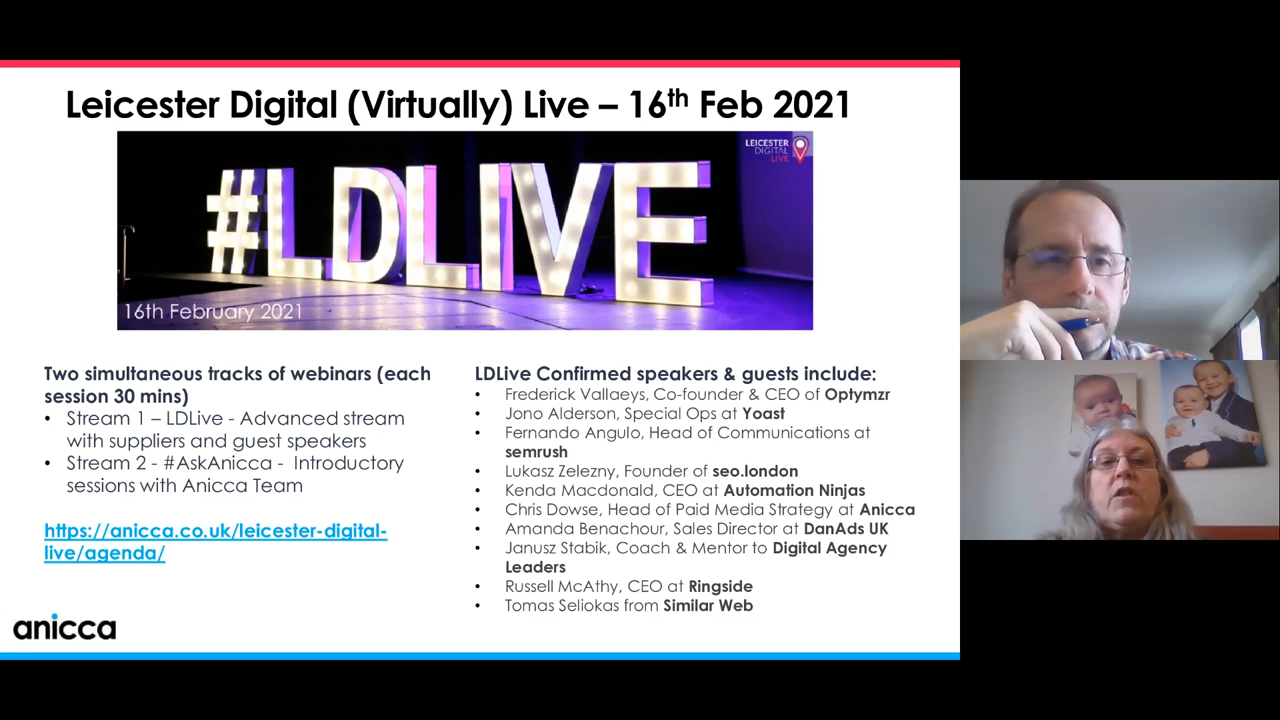 Leicester Digital (Virtually) Live – 16th Feb 2021
LEICESTER
DIGITAL
LIVE
#LDLIVE
16th February 2021
Two simultaneous tracks of webinars (each
session 30 mins)
• Stream 1 – LDLive - Advanced stream
with suppliers and guest speakers
• Stream 2 - #AskAnicca - Introductory
sessions with Anicca Team
https://anicca.co.uk/leicester-digital-
live/agenda/
LDLive Confirmed speakers & guests include:
• Frederick Vallaeys, Co-founder & CEO of Optymzr
• Jono Alderson, Special Ops at Yoast
• Fernando Angulo, Head of Communications at
semrush
• Lukasz Zelezny, Founder of seo.london
• Kenda Macdonald, CEO at Automation Ninjas
• Chris Dowse, Head of Paid Media Strategy at Anicca
• Amanda Benachour, Sales Director at DanAds UK
• Janusz Stabik, Coach & Mentor to Digital Agency
Leaders
• Russell McAthy, CEO at Ringside
• Tomas Seliokas from Similar Web
anicca